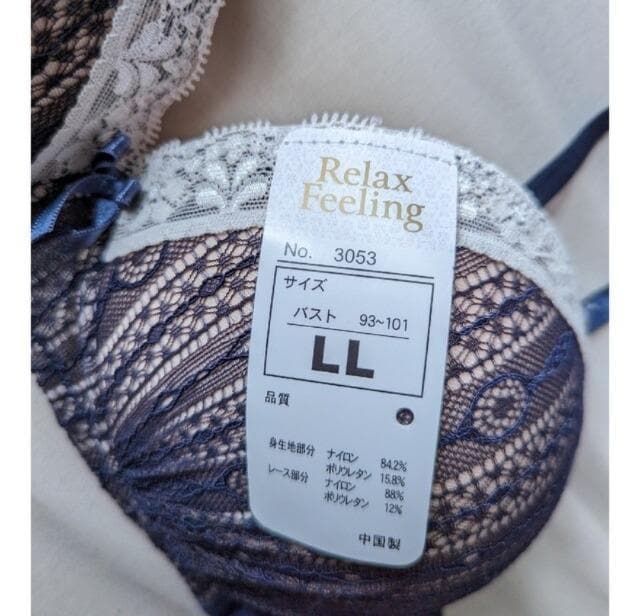 Relax
Feeling
No. 3053
サイズ
バスト 93~101
LL
品質
身生地部分 ナイロン 84.2%
ポリウレタン 15.8%
レース部分 ナイロン 88%
ポリウレタン 12%
中国製